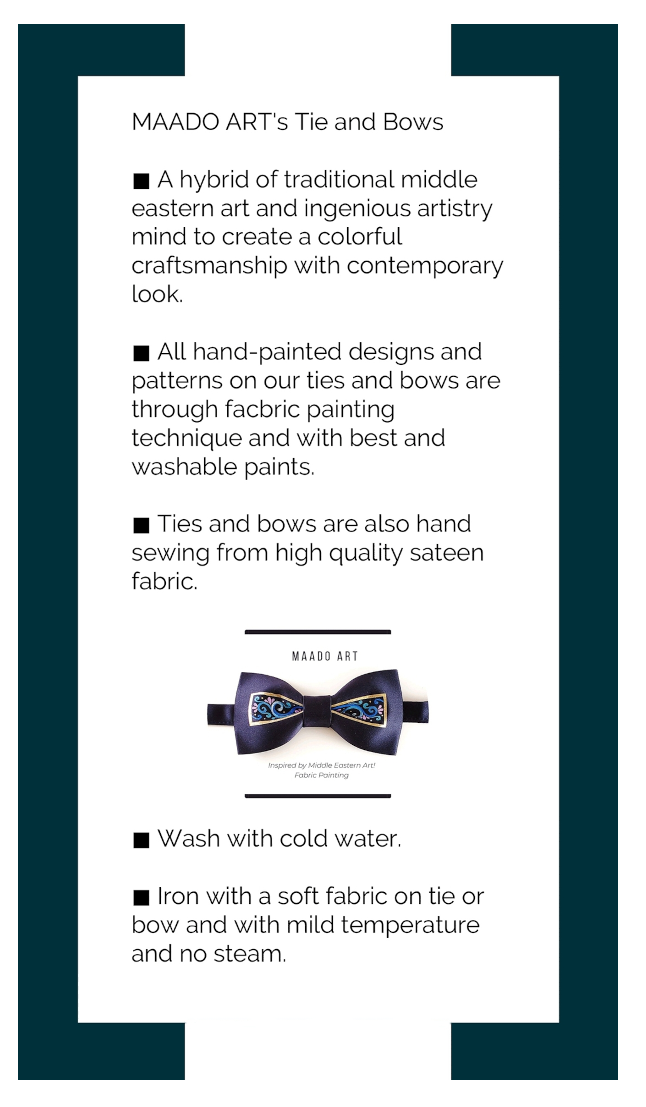 MAADO ART's Tie and Bows
■ A hybrid of traditional middle
eastern art and ingenious artistry
mind to create a colorful
craftsmanship with contemporary
look.
■ All hand-painted designs and
patterns on our ties and bows are
through facbric painting
technique and with best and
washable paints.
■ Ties and bows are also hand
sewing from high quality sateen
fabric.
MAADO ART
Inspired by Middle Eastern Art!
Fabric Painting
■ Wash with cold water.
■ Iron with a soft fabric on tie or
bow and with mild temperature
and no steam.